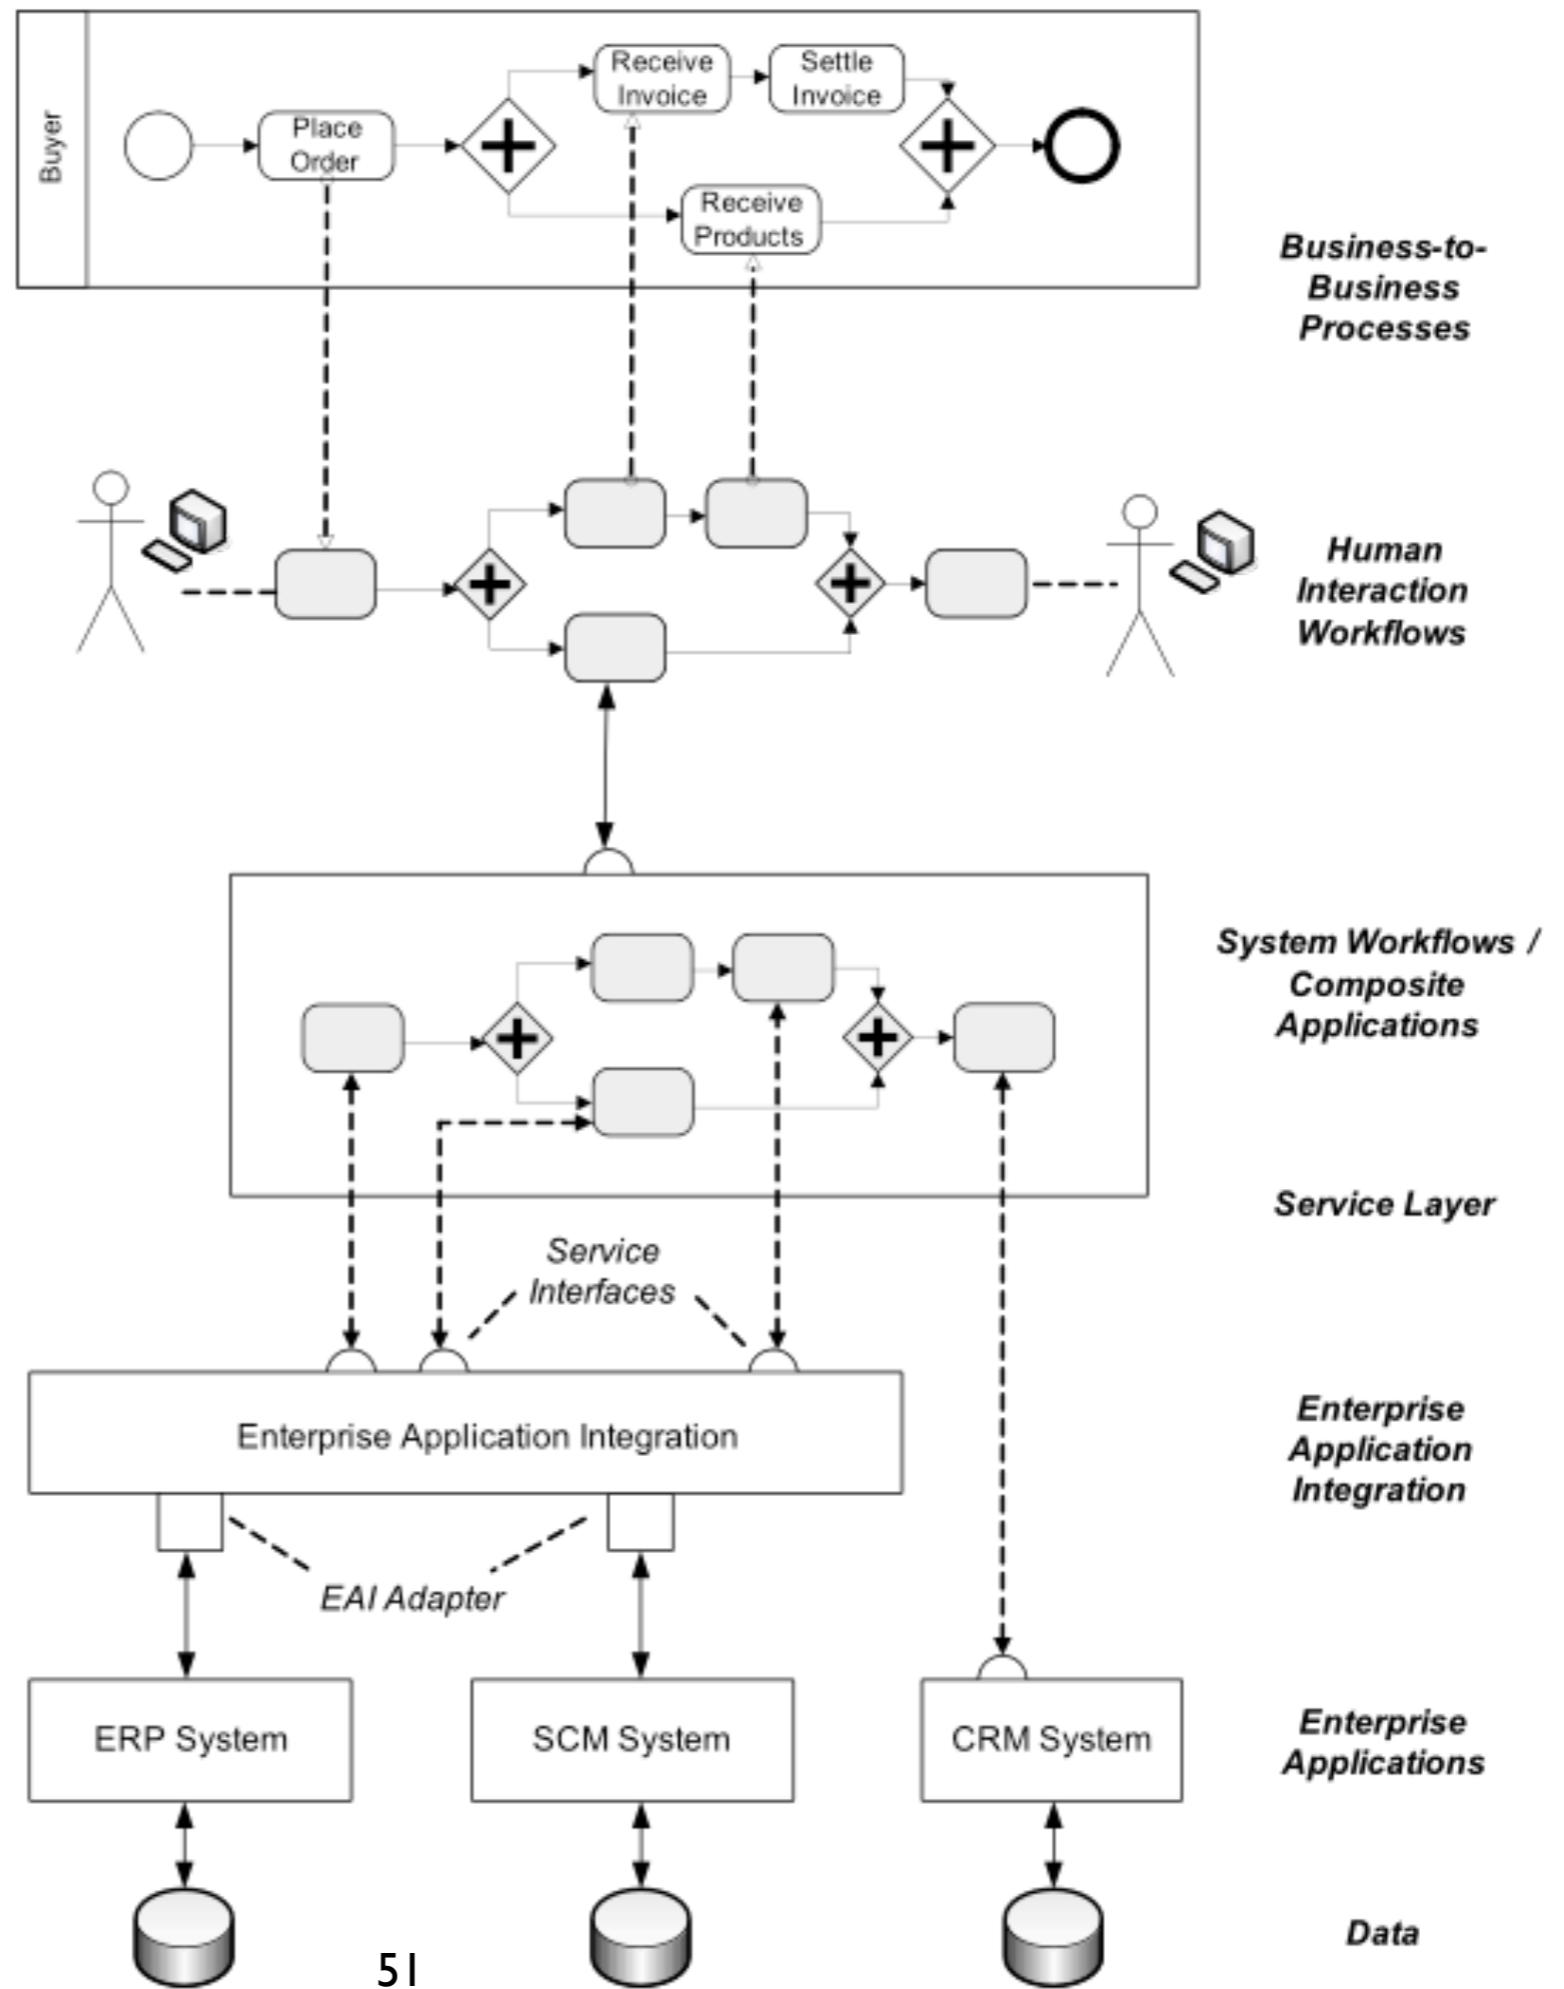 Buyer
Place
Order
Receive
Invoice
Settle
Invoice
Receive
Products
Business-to-
Business
Processes
Human
Interaction
Workflows
System Workflows /
Composite
Applications
Service Layer
Service
Interfaces
Enterprise Application Integration
Enterprise
Application
Integration
EAI Adapter
ERP System
SCM System
CRM System
Enterprise
Applications
Data
51